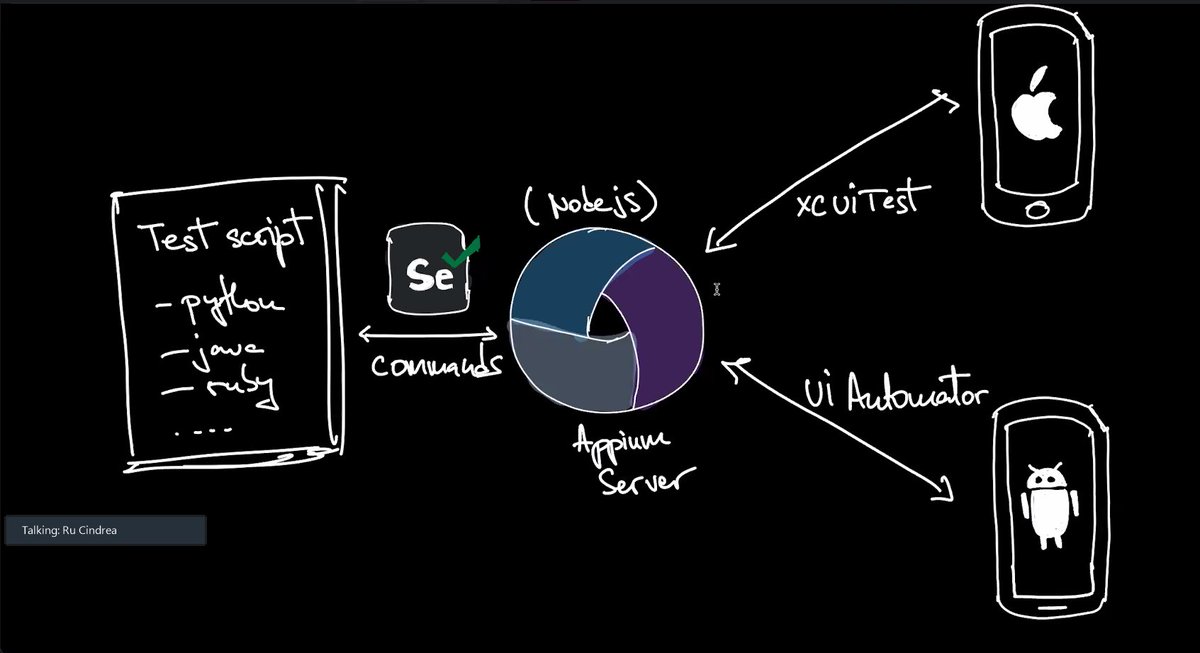 Test script
- python
- java
- ruby
. ....
Se
commands
(Nodejs)
Appium
Server
xcuiTest
ui Automator
Talking: Ru Cindrea